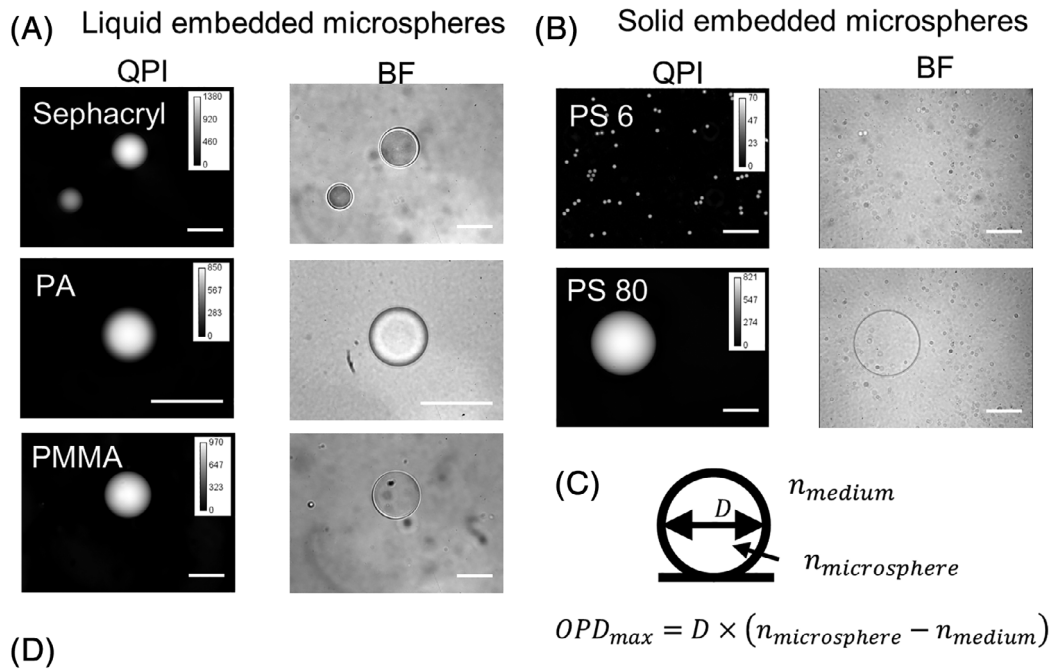 (A) Liquid embedded microspheres
QPI
BF
Sephacryl
1380
920
460
0
PA
850
567
283
0
PMMA
970
647
323
0
(B) Solid embedded microspheres
QPI
BF
PS 6
70
47
23
0
PS 80
821
547
274
0
(C)
n_medium
D
n_microsphere
OPD_max = D × (n_microsphere − n_medium)
(D)